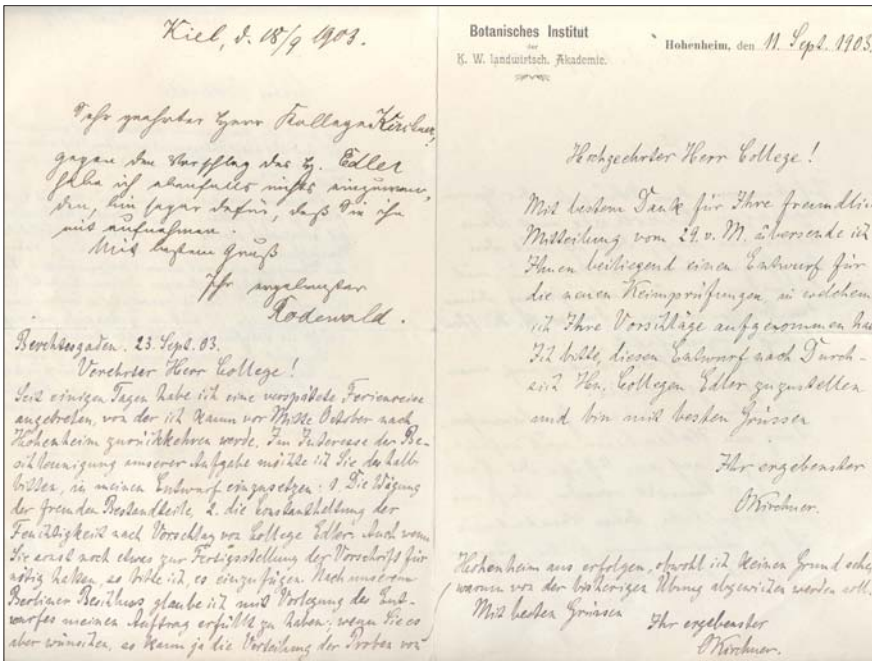 Kiel, d. 18/9 1903.
Sehr geehrter Herr Kollege Kirchner,
gegen den Vorschlag des H. Edler
habe ich ebenfalls nichts einzuwen-
den, bin sogar dafür, daß Sie ihn
mit aufnehmen.
Mit bestem Gruß
Ihr ergebenster
Rodewald.
Berchtesgaden. 23. Sept. 03.
Verehrter Herr College!
Seit einigen Tagen habe ich eine verspätete Ferienreise
angetreten, von der ich kaum vor Mitte October nach
Hohenheim zurückkehren werde. Im Interesse der Be-
schleunigung unserer Aufgabe möchte ich Sie deshalb
bitten, in meinen Entwurf einzusetzen: 1. Die Wägung
der fremden Bestandteile, 2. die Constanthaltung der
Feuchtigkeit nach Vorschlag von College Edler. Auch wenn
Sie sonst noch etwas zur Fertigstellung der Vorschrift für
nötig halten, so bitte ich, es einzufügen. Nach unserem
Berliner Beschluss glaube ich mit Vorlegung des Ent-
wurfes meinen Auftrag erfüllt zu haben; wenn Sie es
aber wünschen, so kann ja die Verteilung der Proben von
Botanisches Institut
der
K. W. landwirtsch. Akademie.
Hohenheim, den 11. Sept. 1903.
Hochgeehrter Herr College!
Mit bestem Dank für Ihre freundlic
Mitteilung vom 29. v. M. übersende ich
Ihnen beiliegend einen Entwurf für
die neuen Keimprüfungen, in welchem
ich Ihre Vorschläge aufgenommen hab
Ich bitte, diesen Entwurf nach Durch-
sicht Hn. Collegen Edler zuzustellen
und bin mit besten Grüssen
Ihr ergebenster
OKirchner.
Hohenheim aus erfolgen, obwohl ich keinen Grund sehe,
warum von der bisherigen Übung abgewichen werden soll.
Mit besten Grüssen
Ihr ergebenster
OKirchner.